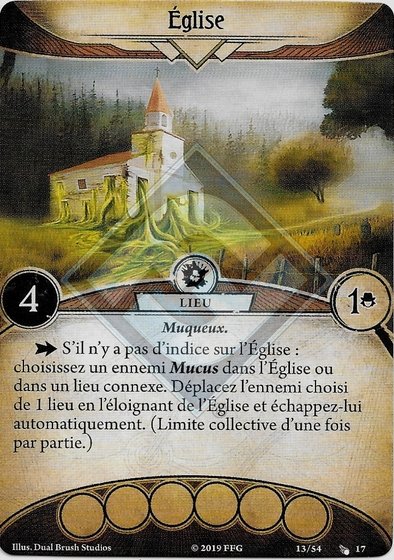 Église
4
1
LIEU
Muqueux.
S'il n'y a pas d'indice sur l'Église :
choisissez un ennemi Mucus dans l'Église ou
dans un lieu connexe. Déplacez l'ennemi choisi
de 1 lieu en l'éloignant de l'Église et échappez-lui
automatiquement. (Limite collective d'une fois
par partie.)
Illus. Dual Brush Studios © 2019 FFG 13/54 17